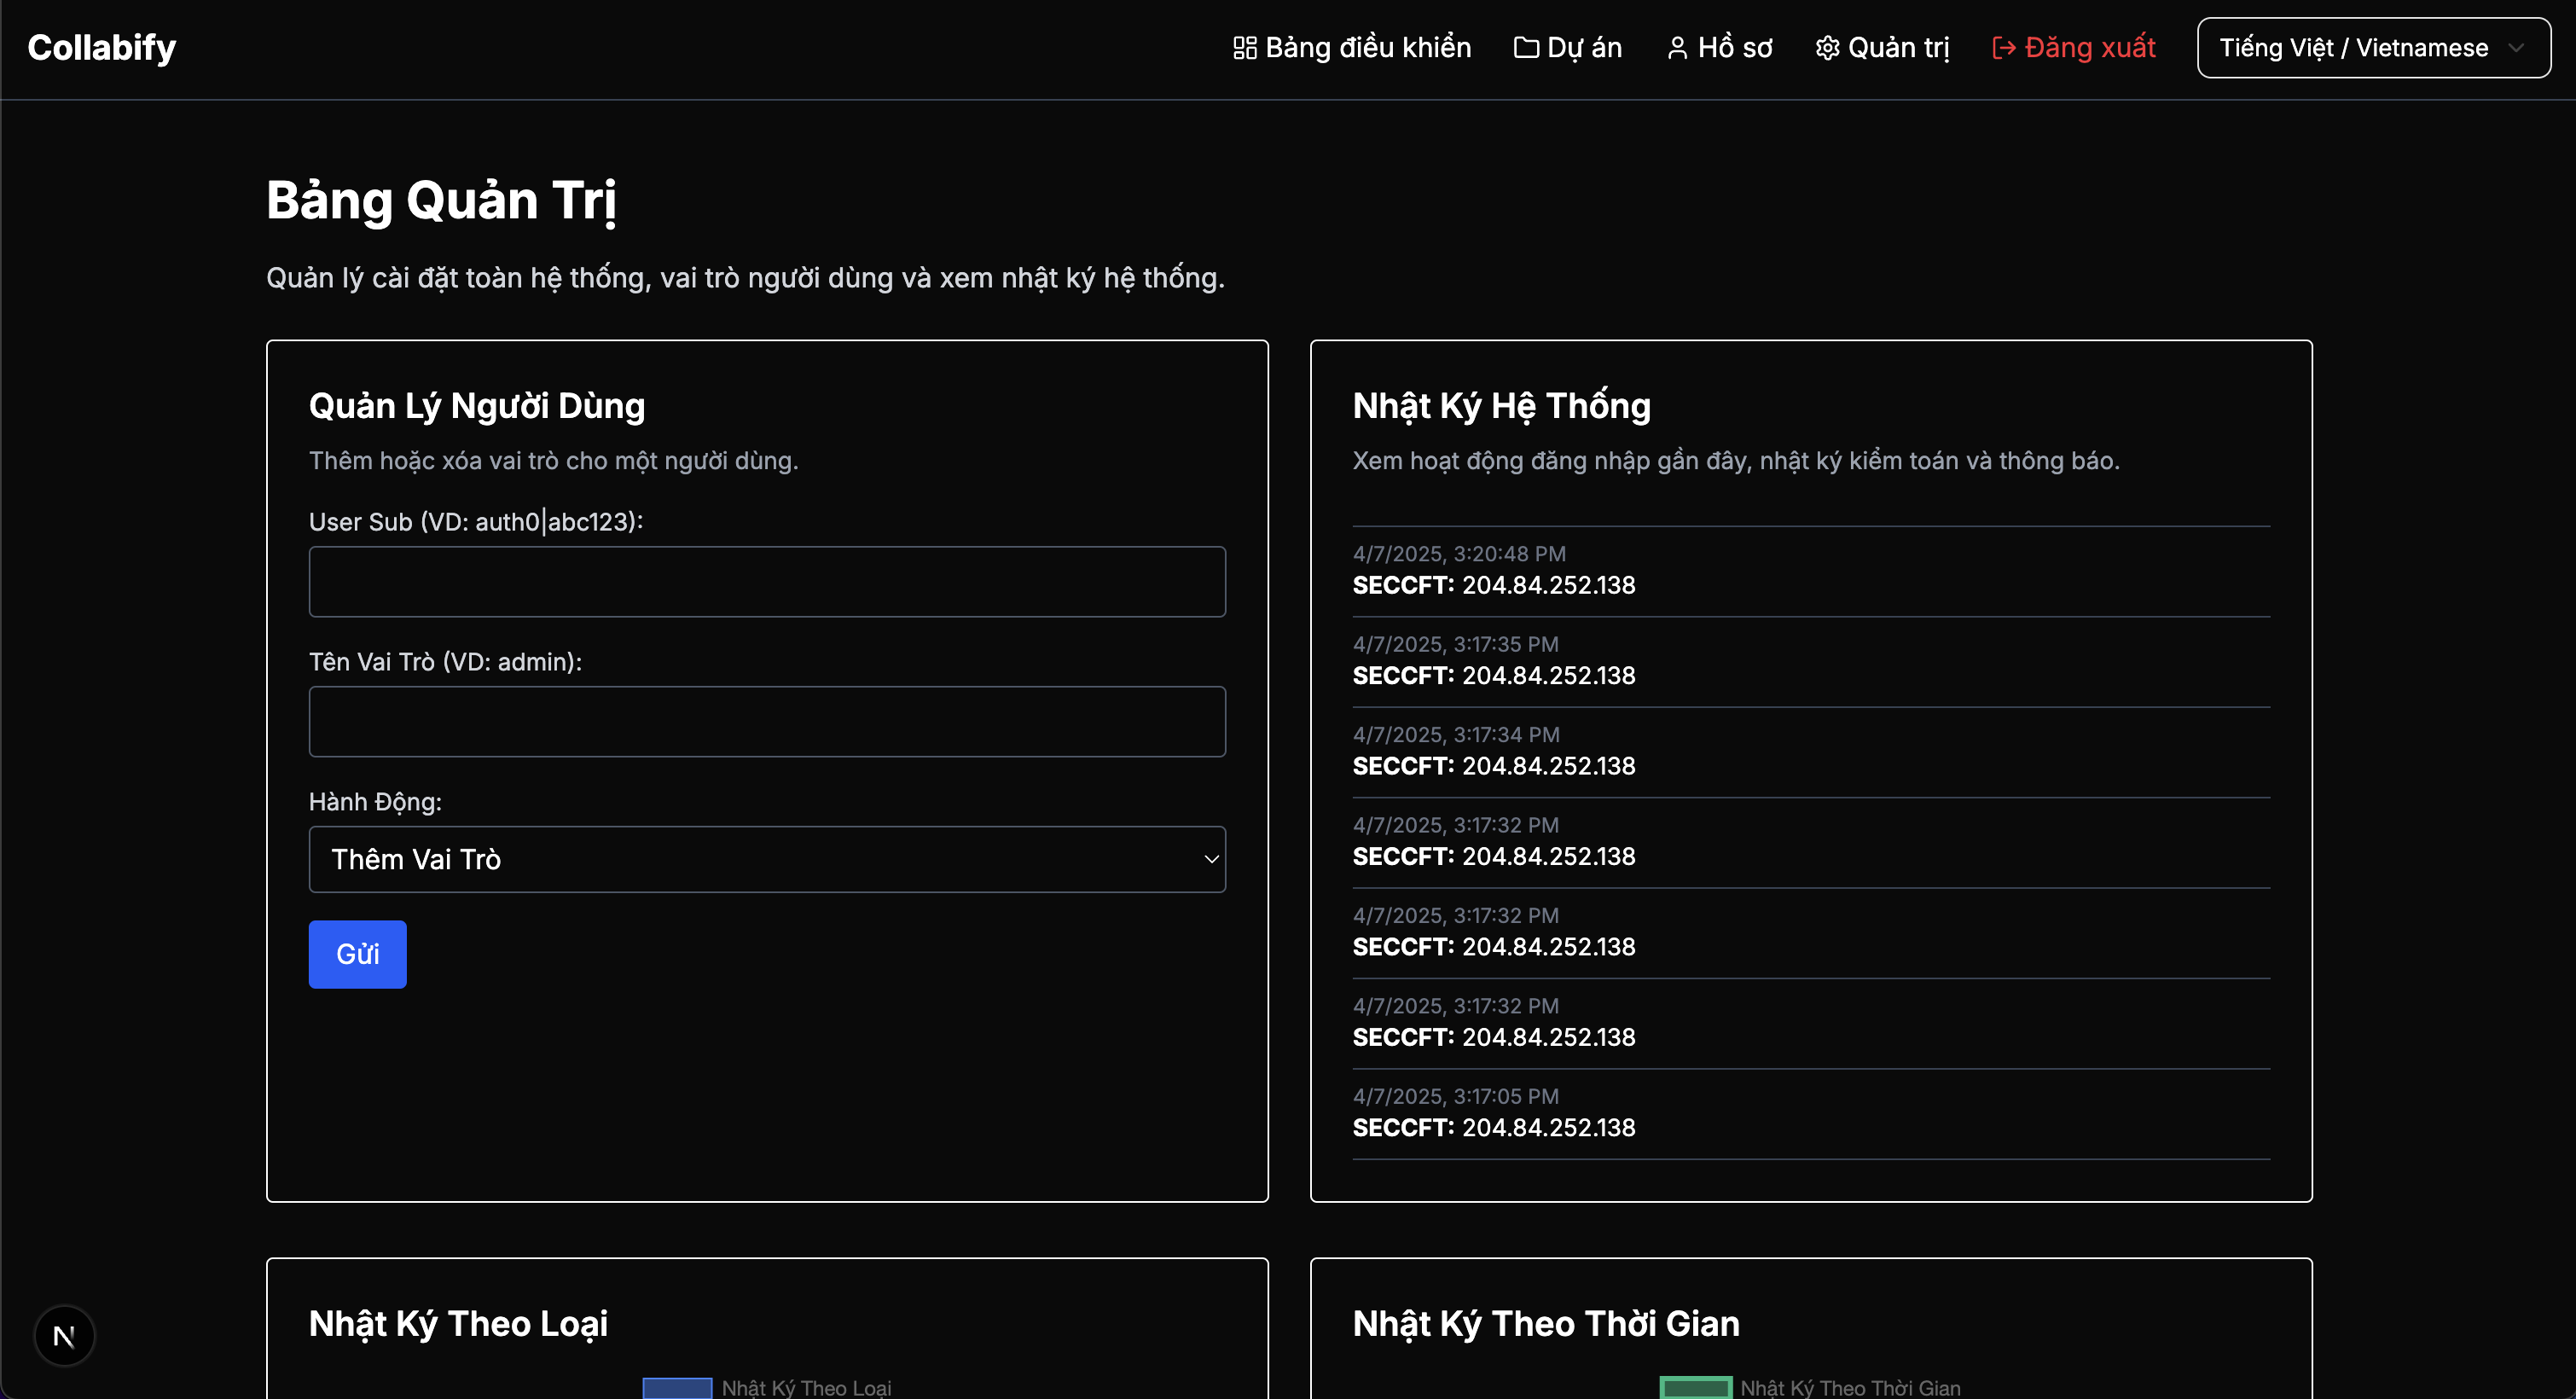 Collabify
Bảng điều khiển
Dự án
Hồ sơ
Quản trị
Đăng xuất
Tiếng Việt / Vietnamese
Bảng Quản Trị
Quản lý cài đặt toàn hệ thống, vai trò người dùng và xem nhật ký hệ thống.
Quản Lý Người Dùng
Thêm hoặc xóa vai trò cho một người dùng.
User Sub (VD: auth0|abc123):
Tên Vai Trò (VD: admin):
Hành Động:
Thêm Vai Trò
Gửi
Nhật Ký Hệ Thống
Xem hoạt động đăng nhập gần đây, nhật ký kiểm toán và thông báo.
4/7/2025, 3:20:48 PM
SECCFT: 204.84.252.138
4/7/2025, 3:17:35 PM
SECCFT: 204.84.252.138
4/7/2025, 3:17:34 PM
SECCFT: 204.84.252.138
4/7/2025, 3:17:32 PM
SECCFT: 204.84.252.138
4/7/2025, 3:17:32 PM
SECCFT: 204.84.252.138
4/7/2025, 3:17:32 PM
SECCFT: 204.84.252.138
4/7/2025, 3:17:05 PM
SECCFT: 204.84.252.138
Nhật Ký Theo Loại
Nhật Ký Theo Loại
Nhật Ký Theo Thời Gian
Nhật Ký Theo Thời Gian
N